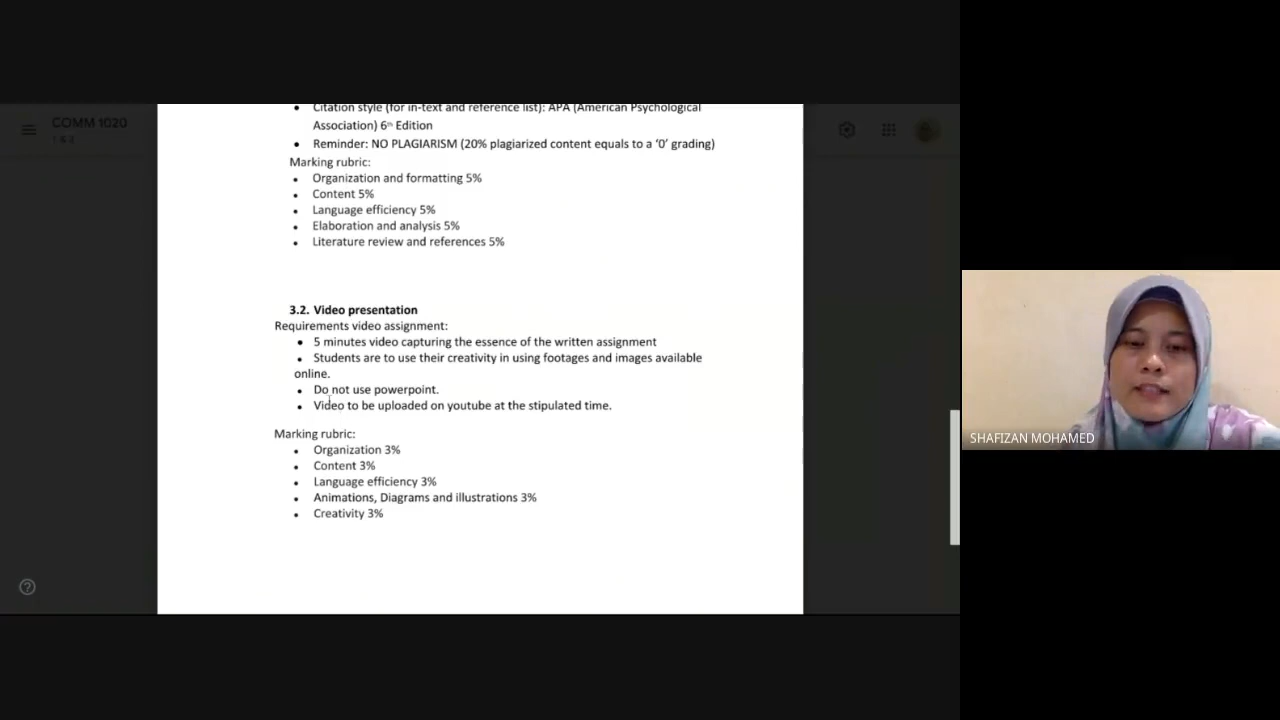 COMM 1020
1 & 2
• Citation style (for in-text and reference list): APA (American Psychological
Association) 6th Edition
• Reminder: NO PLAGIARISM (20% plagiarized content equals to a '0' grading)
Marking rubric:
• Organization and formatting 5%
• Content 5%
• Language efficiency 5%
• Elaboration and analysis 5%
• Literature review and references 5%
3.2. Video presentation
Requirements video assignment:
• 5 minutes video capturing the essence of the written assignment
• Students are to use their creativity in using footages and images available
online.
• Do not use powerpoint.
• Video to be uploaded on youtube at the stipulated time.
Marking rubric:
• Organization 3%
• Content 3%
• Language efficiency 3%
• Animations, Diagrams and illustrations 3%
• Creativity 3%
SHAFIZAN MOHAMED